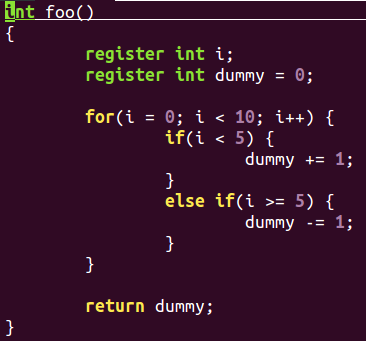 int foo()
{
        register int i;
        register int dummy = 0;

        for(i = 0; i < 10; i++) {
                if(i < 5) {
                        dummy += 1;
                }
                else if(i >= 5) {
                        dummy -= 1;
                }
        }

        return dummy;
}